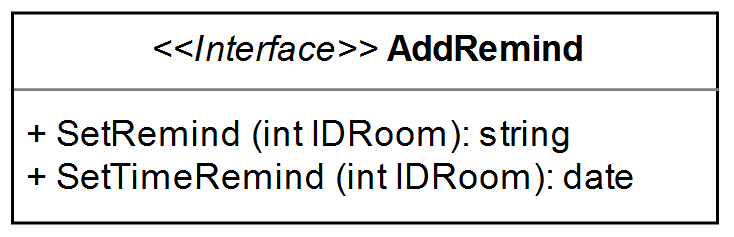 <<Interface>> AddRemind
+ SetRemind (int IDRoom): string
+ SetTimeRemind (int IDRoom): date